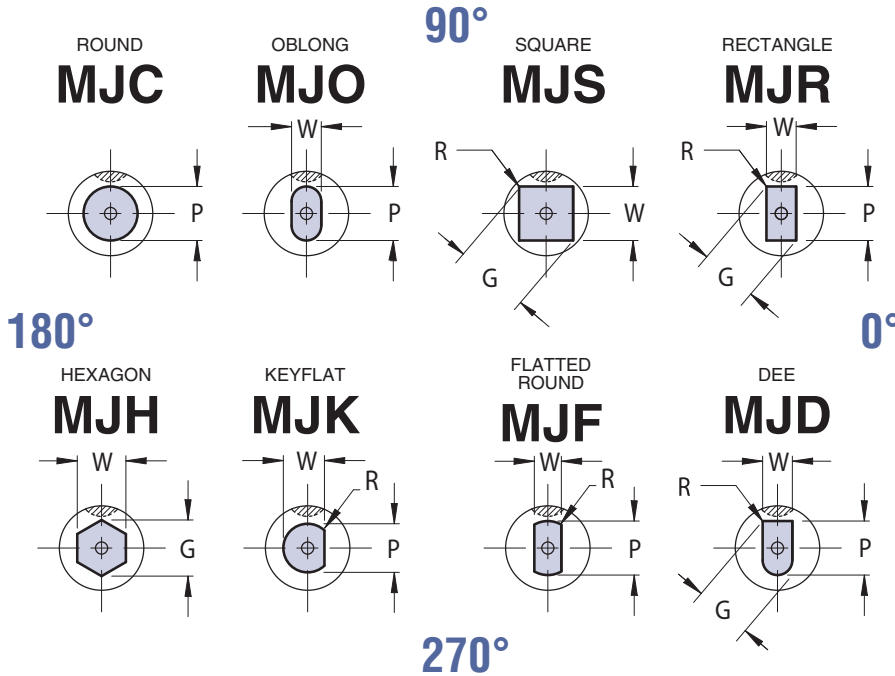 90°
ROUND
MJC
P
OBLONG
MJO
W
P
SQUARE
MJS
R
W
G
RECTANGLE
MJR
W
R
P
G
180°
0°
HEXAGON
MJH
W
G
KEYFLAT
MJK
W
R
P
FLATTED
ROUND
MJF
W
R
P
DEE
MJD
W
R
P
G
270°